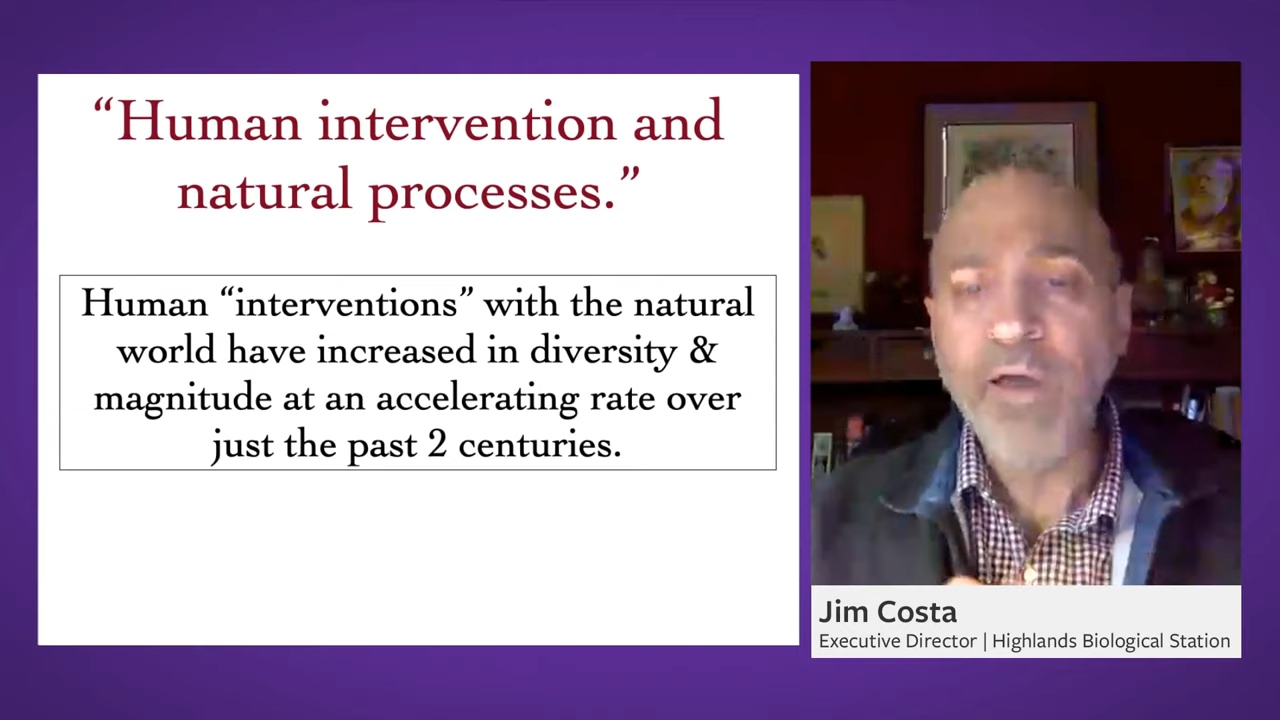 “Human intervention and
natural processes.”
Human “interventions” with the natural
world have increased in diversity &
magnitude at an accelerating rate over
just the past 2 centuries.
Jim Costa
Executive Director | Highlands Biological Station